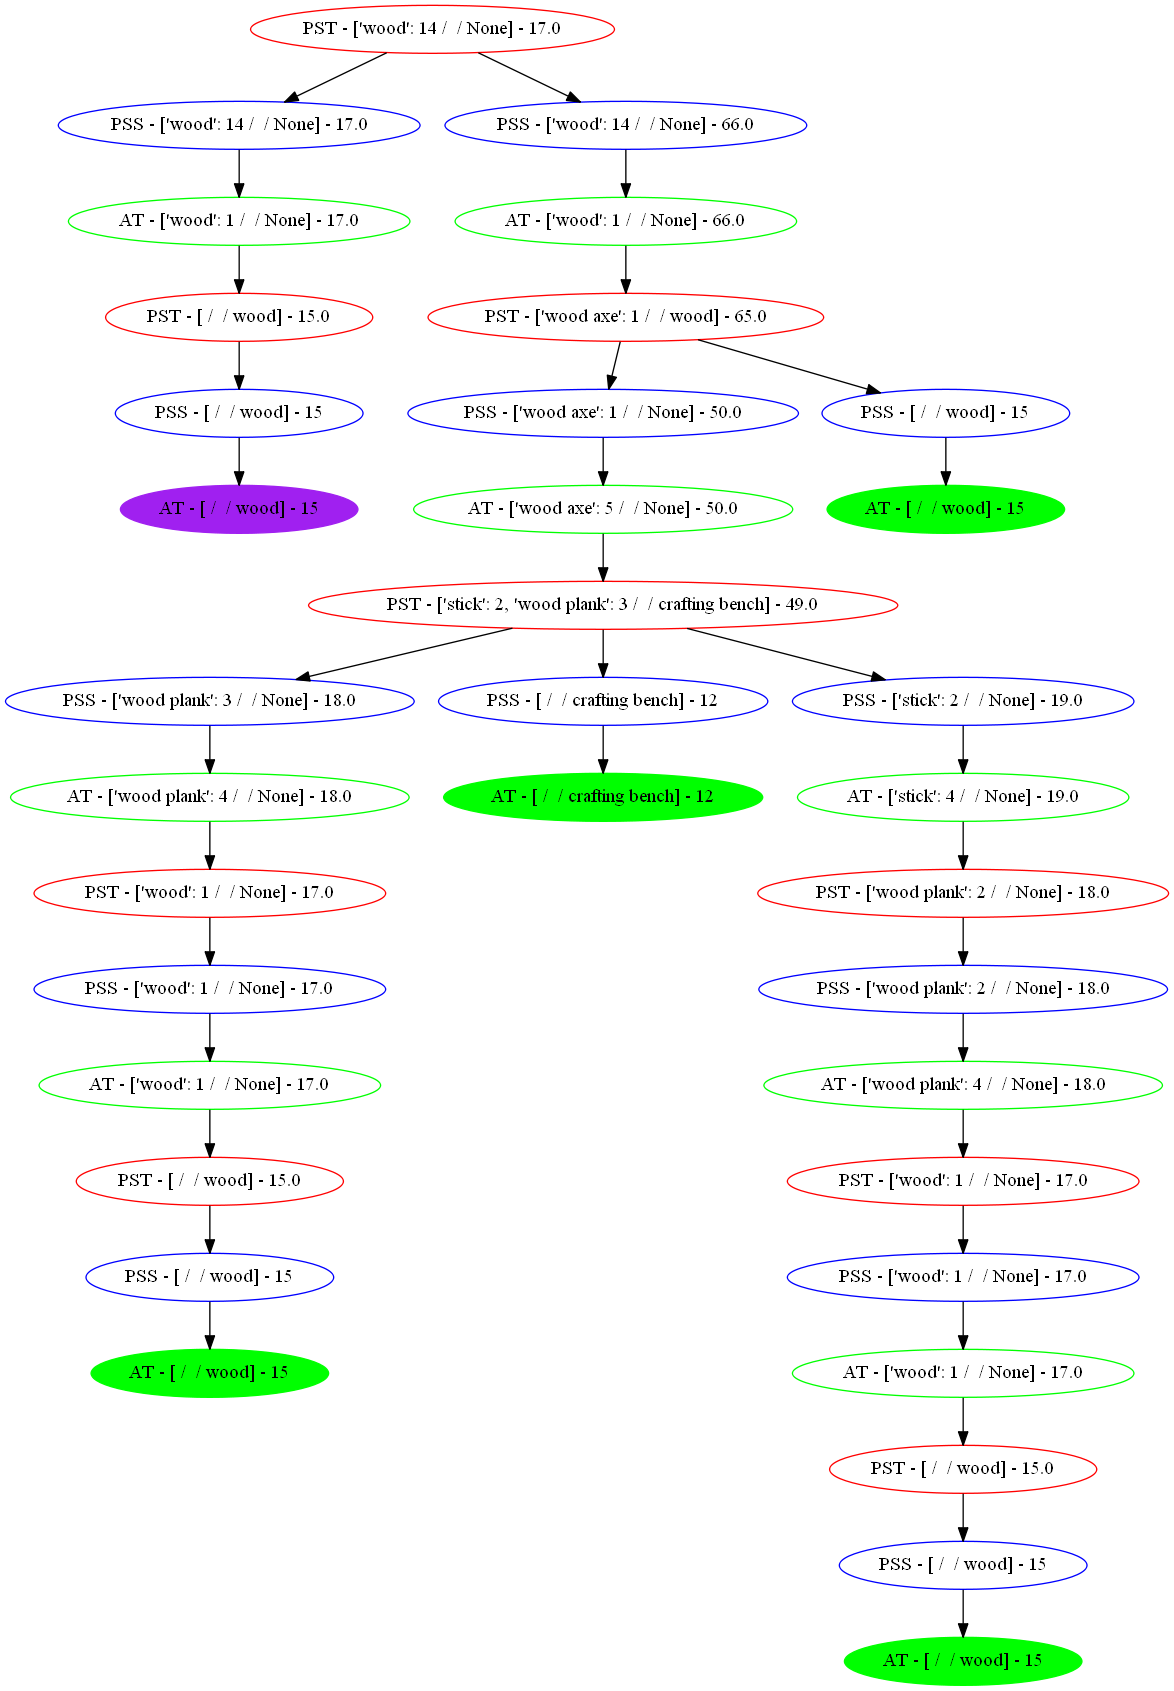 PST - ['wood': 14 /  / None] - 17.0
PSS - ['wood': 14 /  / None] - 17.0
PSS - ['wood': 14 /  / None] - 66.0
AT - ['wood': 1 /  / None] - 17.0
AT - ['wood': 1 /  / None] - 66.0
PST - [ /  / wood] - 15.0
PST - ['wood axe': 1 /  / wood] - 65.0
PSS - [ /  / wood] - 15
PSS - ['wood axe': 1 /  / None] - 50.0
PSS - [ /  / wood] - 15
AT - [ /  / wood] - 15
AT - ['wood axe': 5 /  / None] - 50.0
AT - [ /  / wood] - 15
PST - ['stick': 2, 'wood plank': 3 /  / crafting bench] - 49.0
PSS - ['wood plank': 3 /  / None] - 18.0
PSS - [ /  / crafting bench] - 12
PSS - ['stick': 2 /  / None] - 19.0
AT - ['wood plank': 4 /  / None] - 18.0
AT - [ /  / crafting bench] - 12
AT - ['stick': 4 /  / None] - 19.0
PST - ['wood': 1 /  / None] - 17.0
PST - ['wood plank': 2 /  / None] - 18.0
PSS - ['wood': 1 /  / None] - 17.0
PSS - ['wood plank': 2 /  / None] - 18.0
AT - ['wood': 1 /  / None] - 17.0
AT - ['wood plank': 4 /  / None] - 18.0
PST - [ /  / wood] - 15.0
PST - ['wood': 1 /  / None] - 17.0
PSS - [ /  / wood] - 15
PSS - ['wood': 1 /  / None] - 17.0
AT - [ /  / wood] - 15
AT - ['wood': 1 /  / None] - 17.0
PST - [ /  / wood] - 15.0
PSS - [ /  / wood] - 15
AT - [ /  / wood] - 15